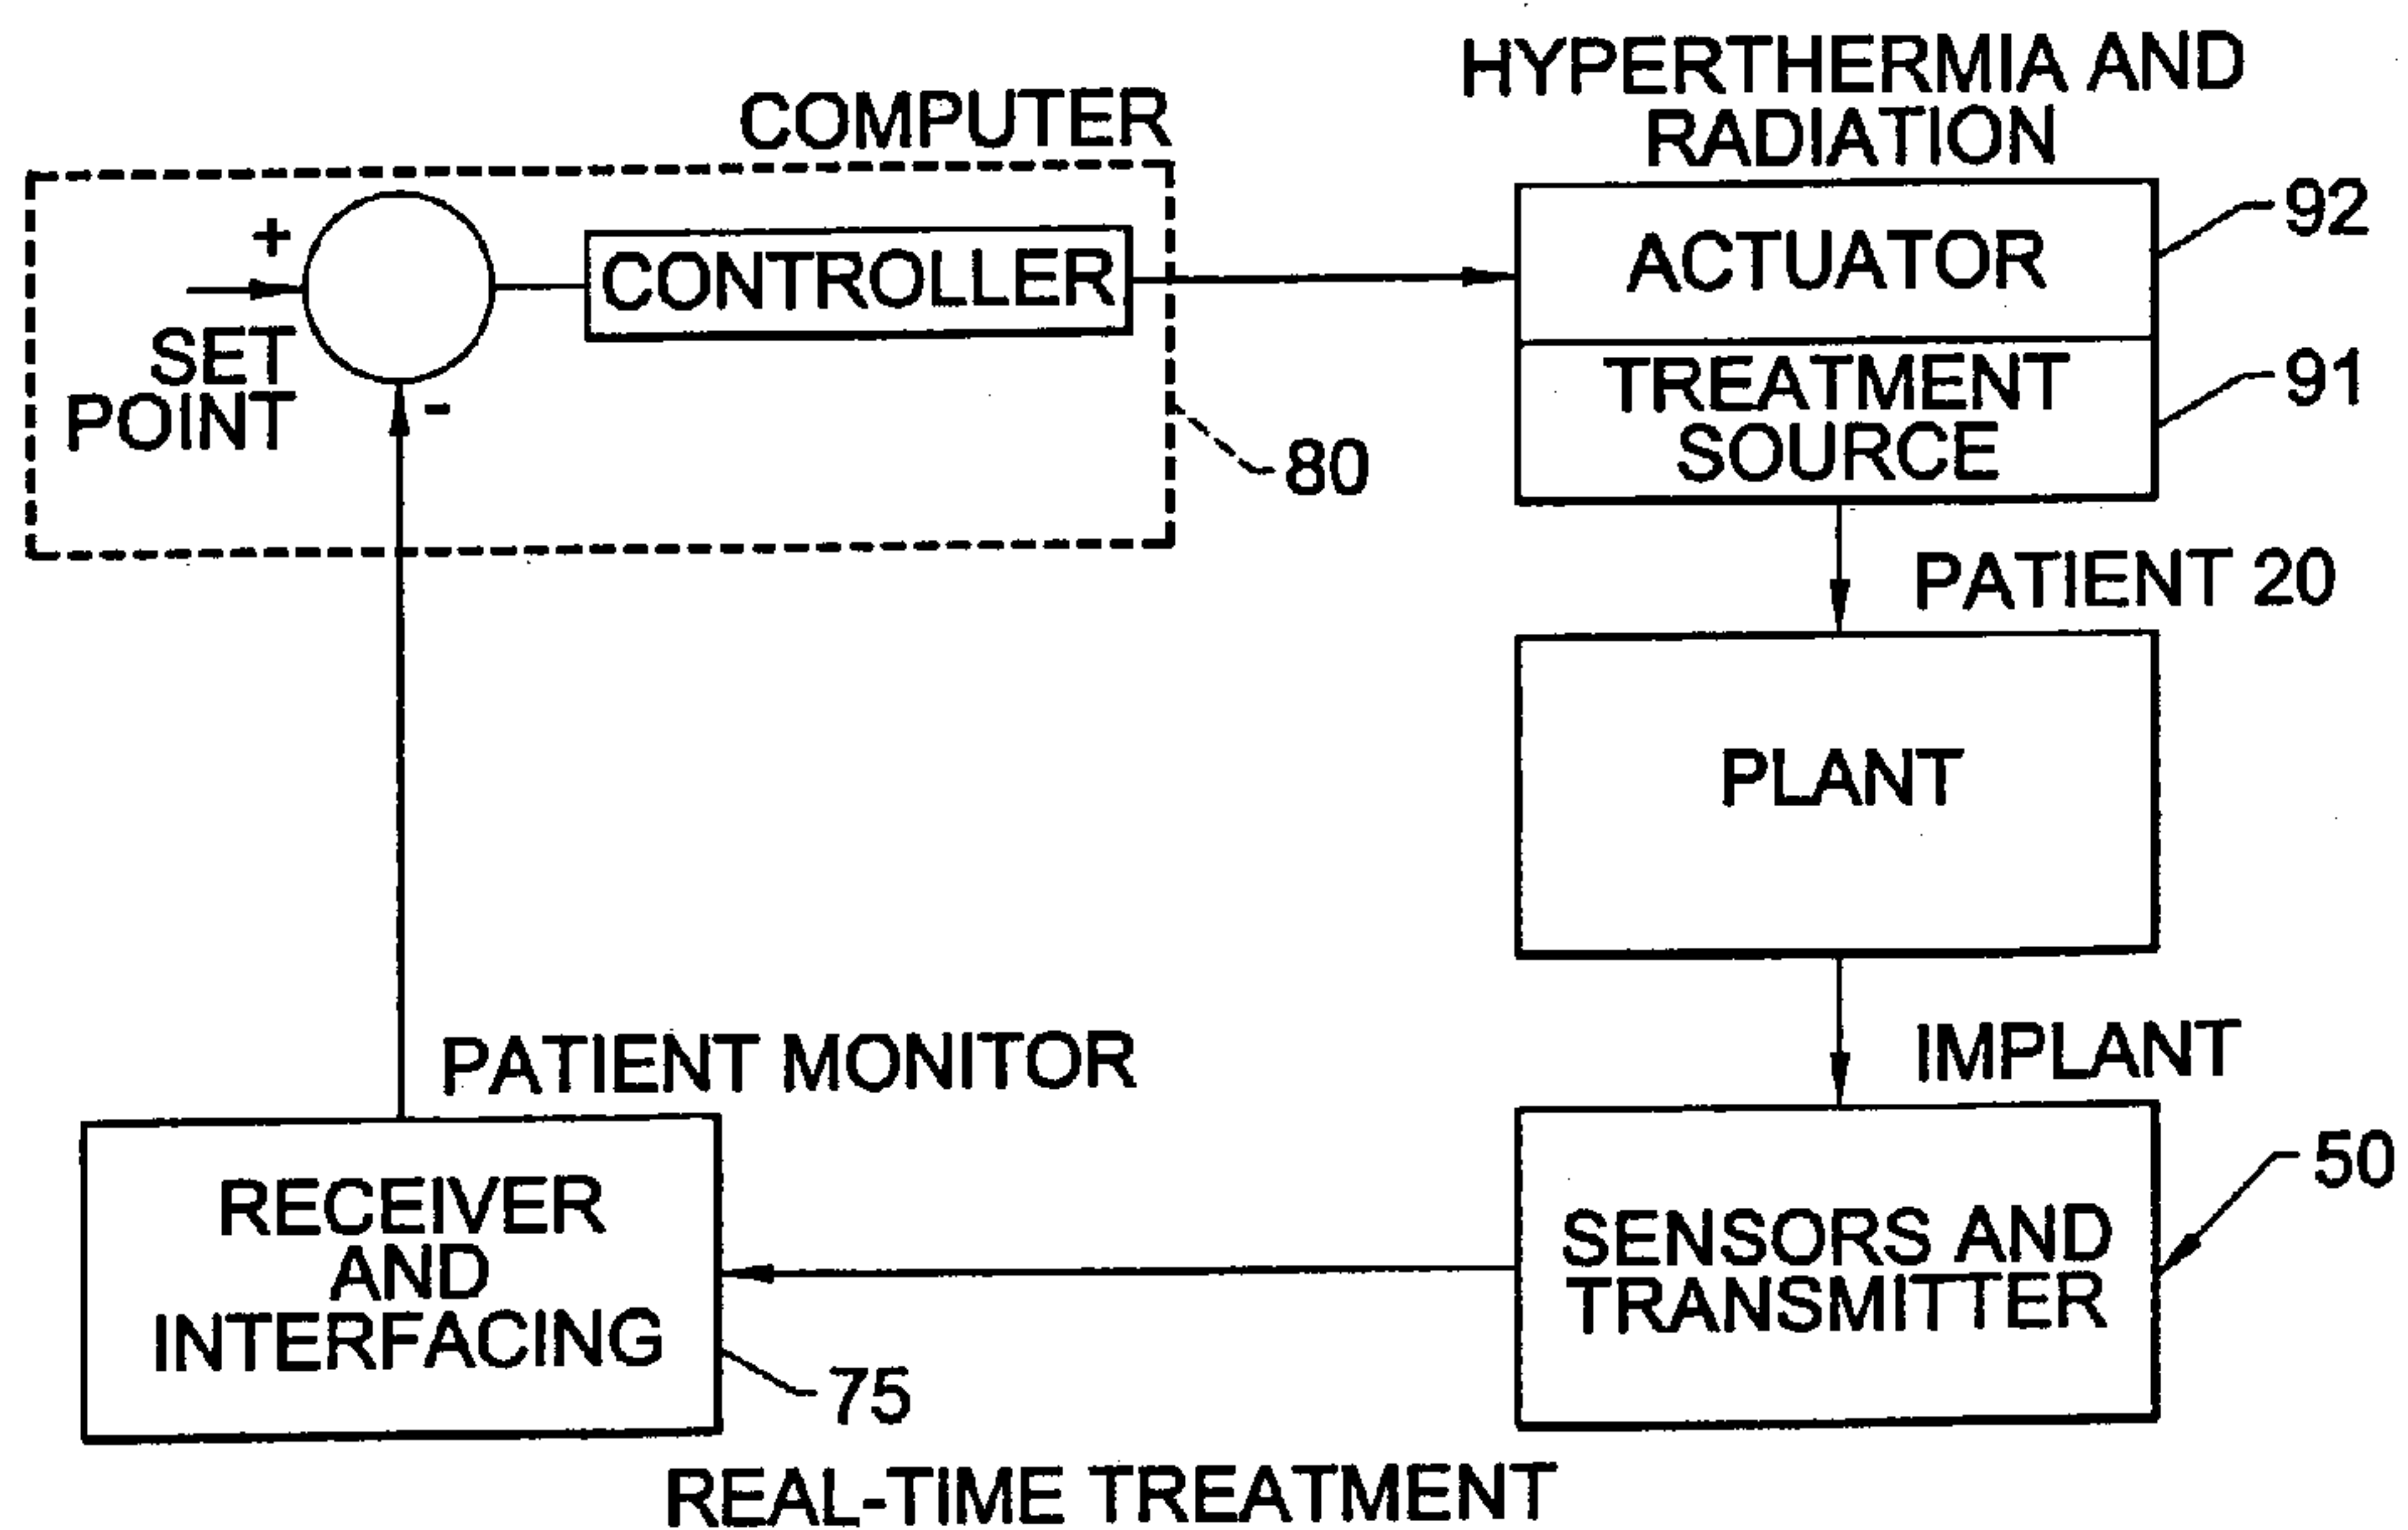 HYPERTHERMIA AND
RADIATION
COMPUTER
+
CONTROLLER
SET
POINT
-
80
ACTUATOR
92
TREATMENT
SOURCE
91
PATIENT 20
PLANT
IMPLANT
SENSORS AND
TRANSMITTER
50
PATIENT MONITOR
RECEIVER
AND
INTERFACING
75
REAL-TIME TREATMENT